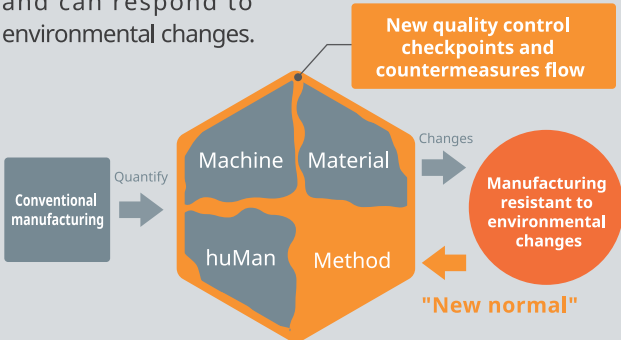 and can respond to
environmental changes.
New quality control
checkpoints and
countermeasures flow
Conventional
manufacturing
Quantify
Machine
Material
huMan
Method
Changes
Manufacturing
resistant to
environmental
changes
"New normal"